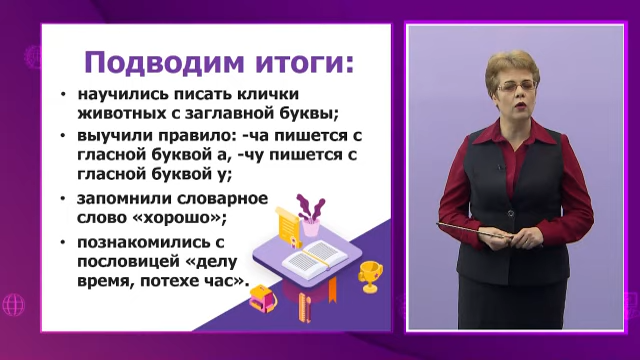 Подводим итоги:
• научились писать клички
животных с заглавной буквы;
• выучили правило: -ча пишется с
гласной буквой а, -чу пишется с
гласной буквой у;
• запомнили словарное
слово «хорошо»;
• познакомились с
пословицей «делу
время, потехе час».